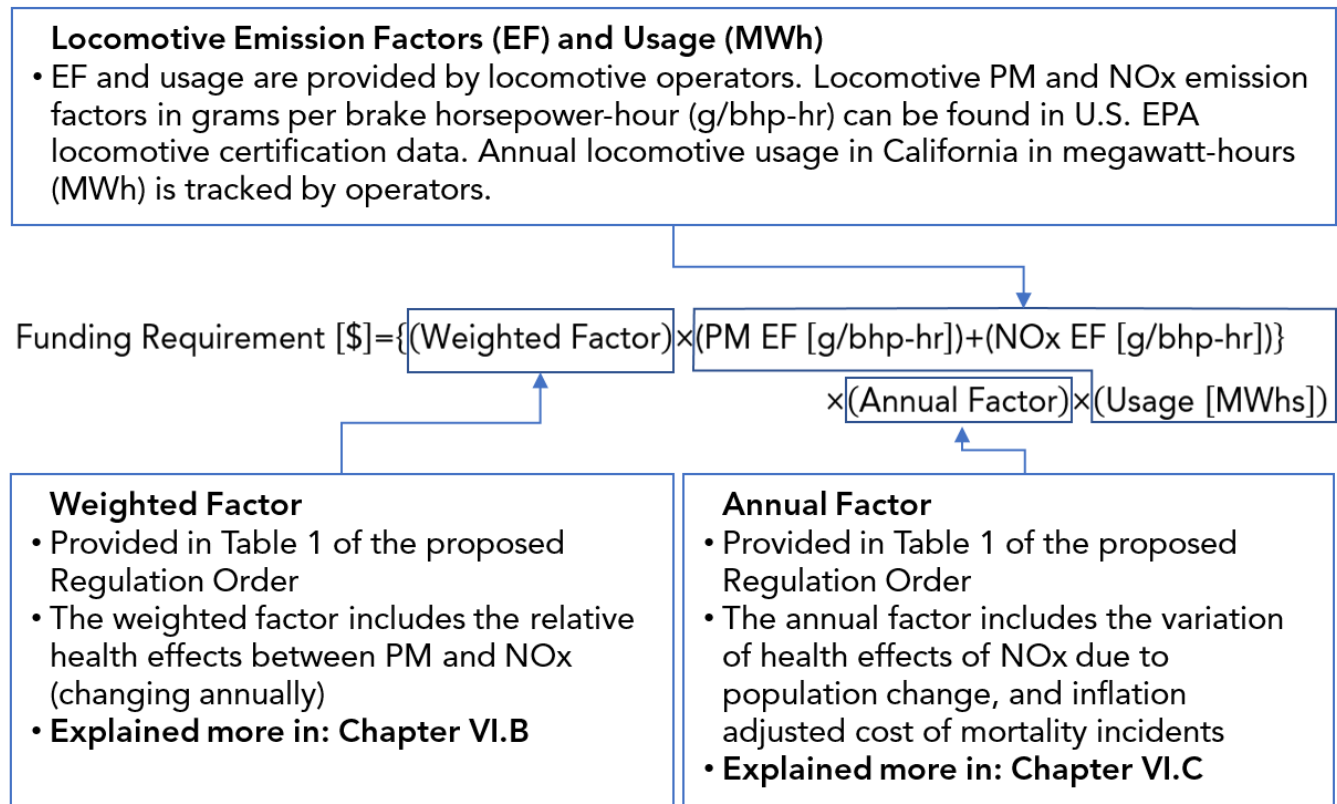 Locomotive Emission Factors (EF) and Usage (MWh)
• EF and usage are provided by locomotive operators. Locomotive PM and NOx emission
factors in grams per brake horsepower-hour (g/bhp-hr) can be found in U.S. EPA
locomotive certification data. Annual locomotive usage in California in megawatt-hours
(MWh) is tracked by operators.
Funding Requirement [$]={(Weighted Factor)×(PM EF [g/bhp-hr])+(NOx EF [g/bhp-hr])}
×(Annual Factor)×(Usage [MWhs])
Weighted Factor
• Provided in Table 1 of the proposed
Regulation Order
• The weighted factor includes the relative
health effects between PM and NOx
(changing annually)
• Explained more in: Chapter VI.B
Annual Factor
• Provided in Table 1 of the proposed
Regulation Order
• The annual factor includes the variation
of health effects of NOx due to
population change, and inflation
adjusted cost of mortality incidents
• Explained more in: Chapter VI.C